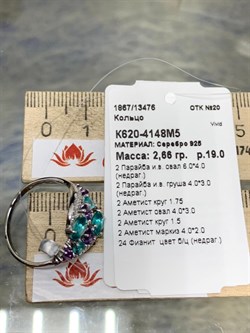 1867/13476 ОТК №20
Кольцо
Vivid
К620-4148М5
МАТЕРИАЛ: Серебро 925
Масса: 2,66 гр. р.19.0
2 Параиба и.в. овал 6.0*4.0
(недраг.)
2 Параиба и.в. груша 4.0*3.0
(недраг.)
2 Аметист круг 1.75
2 Аметист овал 4.0*3.0
2 Аметист круг 1.5
2 Аметист маркиз 4.0*2.0
24 Фианит цвет б/ц (недраг.)
0 1 2